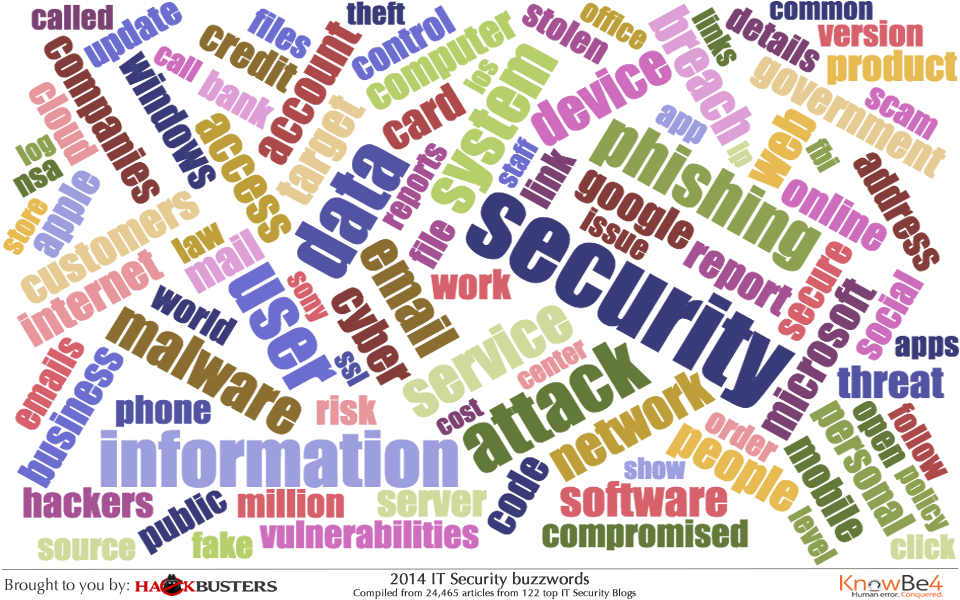 called
update
files
theft
control
computer
stolen
office
links
details
common
version
product
companies
windows
call
bank
credit
account
ios
system
device
breach
government
scam
cloud
log
nsa
apple
store
access
target
card
data
reports
staff
link
app
ip
web
fbi
address
phishing
google
issue
online
security
file
customers
law
mail
internet
user
sony
email
work
report
secure
social
microsoft
world
malware
cyber
ssl
service
center
apps
threat
emails
business
phone
risk
cost
attack
network
order
people
personal
open
follow
policy
information
hackers
public
million
server
code
show
software
mobile
level
click
source
fake
vulnerabilities
compromised
Brought to you by: HACKBUSTERS
2014 IT Security buzzwords
Compiled from 24,465 articles from 122 top IT Security Blogs
KnowBe4
Human error. Conquered.